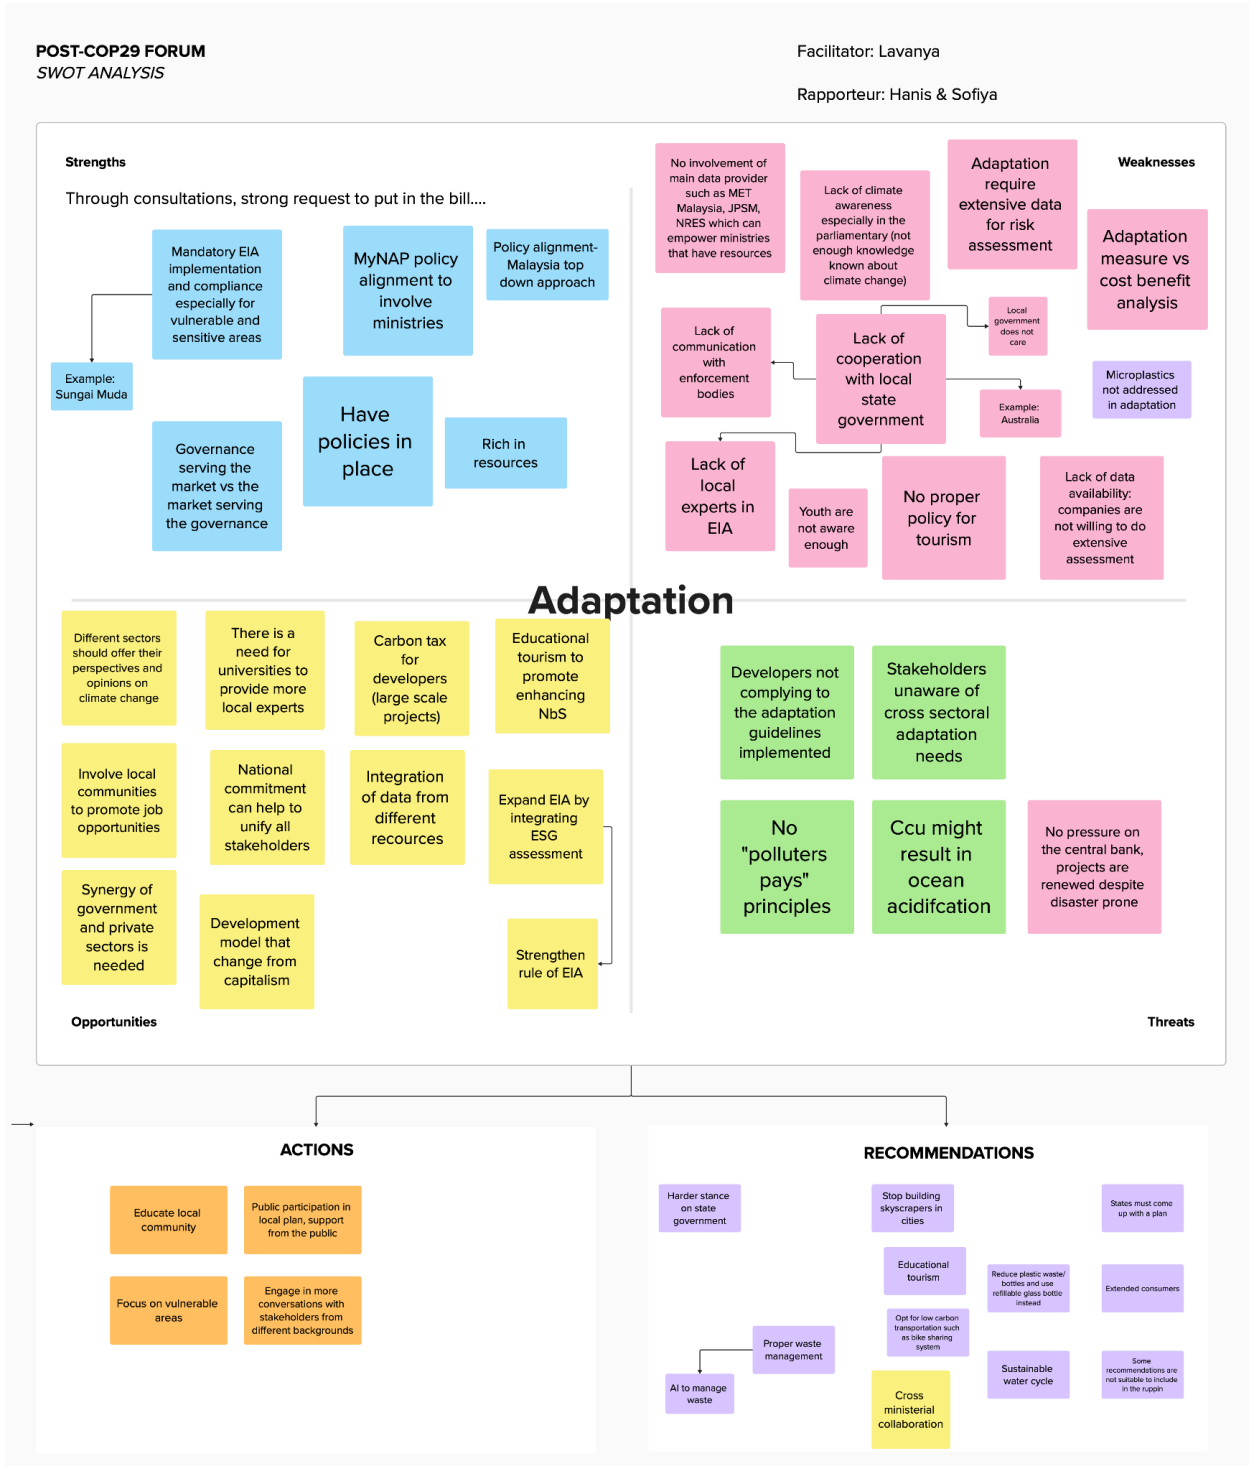 POST-COP29 FORUM
SWOT ANALYSIS
Facilitator: Lavanya
Rapporteur: Hanis & Sofiya
Strengths
Through consultations, strong request to put in the bill....
Mandatory EIA
implementation
and compliance
especially for
vulnerable and
sensitive areas
MyNAP policy
alignment to
involve
ministries
Policy alignment-
Malaysia top
down approach
Example:
Sungai Muda
Have
policies in
place
Rich in
resources
Governance
serving the
market vs the
market serving
the governance
Weaknesses
No involvement of
main data provider
such as MET
Malaysia, JPSM,
NRES which can
empower ministries
that have resources
Lack of climate
awareness
especially in the
parliamentary (not
enough knowledge
known about
climate change)
Adaptation
require
extensive data
for risk
assessment
Adaptation
measure vs
cost benefit
analysis
Lack of
communication
with
enforcement
bodies
Lack of
cooperation
with local
state
government
Local
government
does not
care
Microplastics
not addressed
in adaptation
Example:
Australia
Lack of
local
experts in
EIA
Youth are
not aware
enough
No proper
policy for
tourism
Lack of data
availability:
companies are
not willing to do
extensive
assessment
Adaptation
Different sectors
should offer their
perspectives and
opinions on
climate change
There is a
need for
universities to
provide more
local experts
Carbon tax
for
developers
(large scale
projects)
Educational
tourism to
promote
enhancing
NbS
Involve local
communities
to promote job
opportunities
National
commitment
can help to
unify all
stakeholders
Integration
of data from
different
recources
Expand EIA by
integrating
ESG
assessment
Synergy of
government
and private
sectors is
needed
Development
model that
change from
capitalism
Strengthen
rule of EIA
Opportunities
Developers not
complying to
the adaptation
guidelines
implemented
Stakeholders
unaware of
cross sectoral
adaptation
needs
No
"polluters
pays"
principles
Ccu might
result in
ocean
acidifcation
No pressure on
the central bank,
projects are
renewed despite
disaster prone
Threats
ACTIONS
Educate local
community
Public participation in
local plan, support
from the public
Focus on vulnerable
areas
Engage in more
conversations with
stakeholders from
different backgrounds
RECOMMENDATIONS
Harder stance
on state
government
Stop building
skyscrapers in
cities
States must come
up with a plan
Educational
tourism
Reduce plastic waste/
bottles and use
refillable glass bottle
instead
Extended consumers
Opt for low carbon
transportation such
as bike sharing
system
Proper waste
management
AI to manage
waste
Sustainable
water cycle
Some
recommendations are
not suitable to include
in the ruppin
Cross
ministerial
collaboration